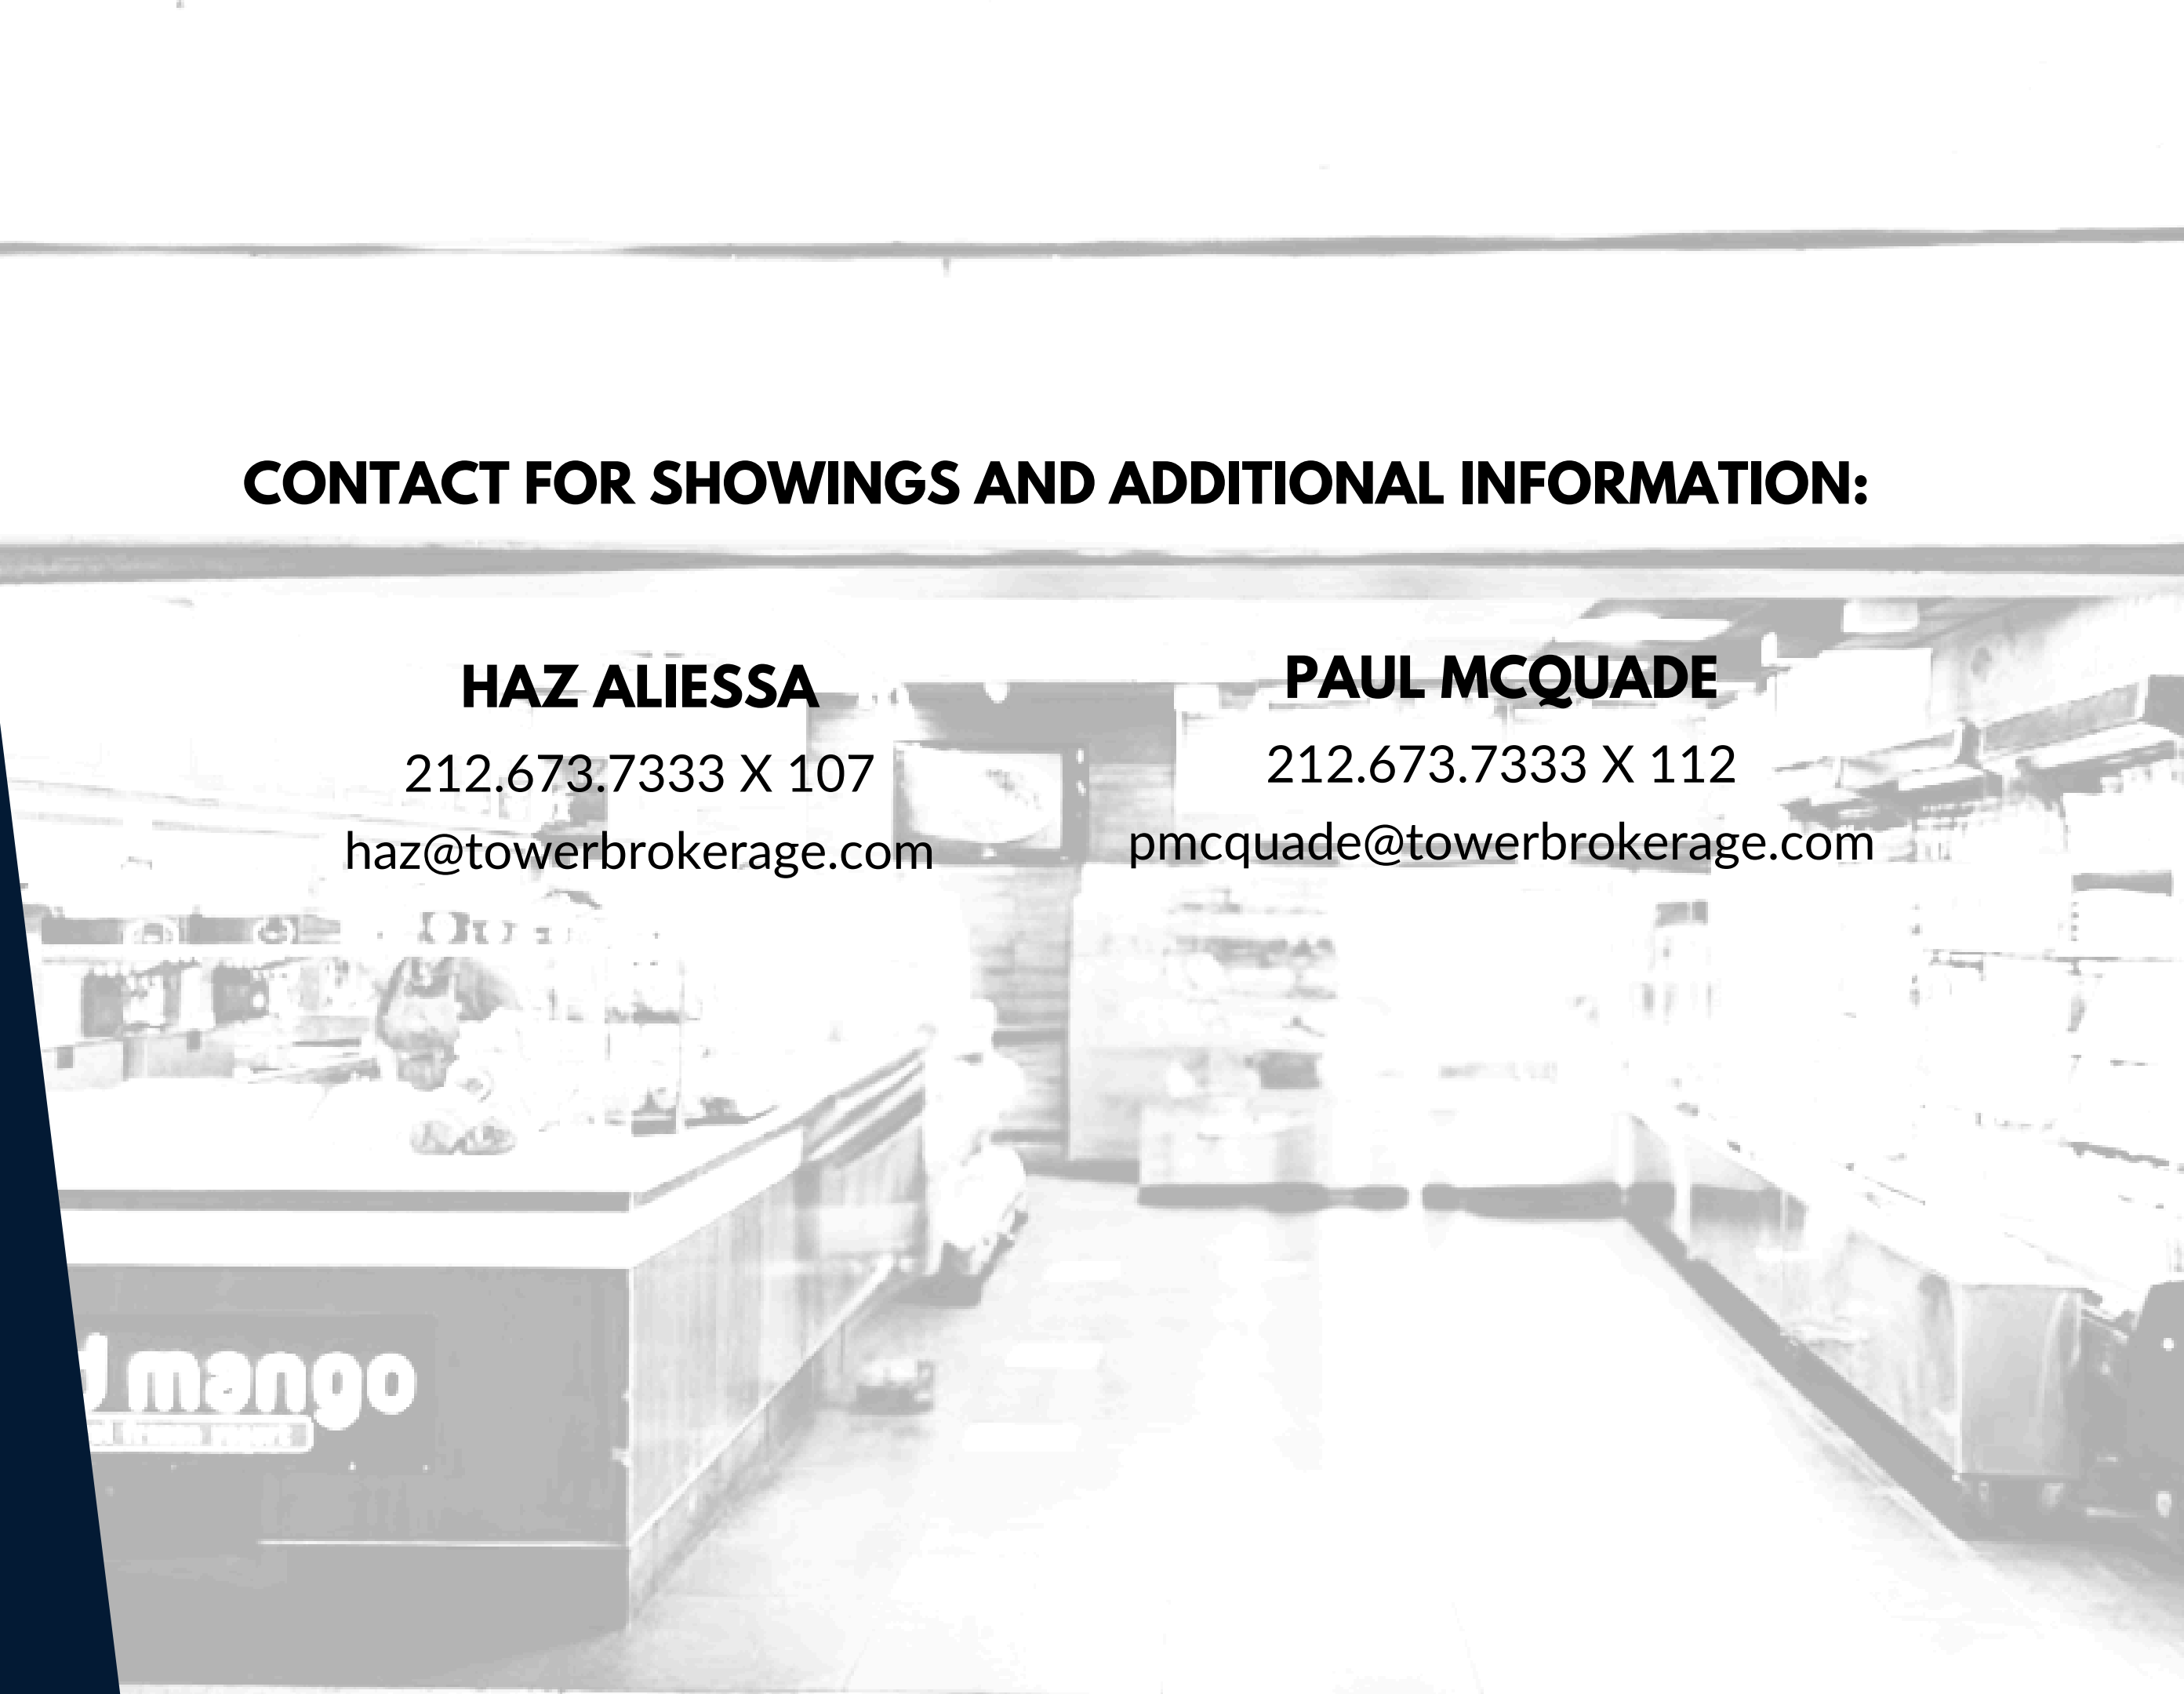 CONTACT FOR SHOWINGS AND ADDITIONAL INFORMATION:
HAZ ALIESSA
212.673.7333 X 107
haz@towerbrokerage.com
PAUL MCQUADE
212.673.7333 X 112
pmcquade@towerbrokerage.com
mango